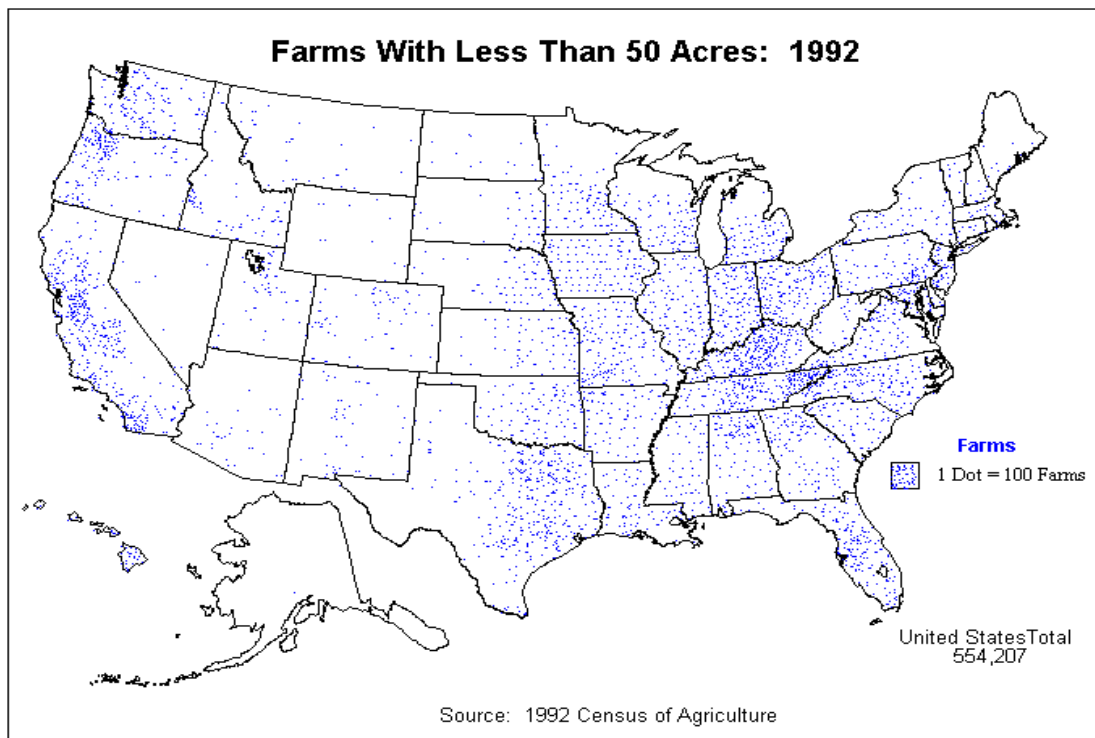 Farms With Less Than 50 Acres: 1992
Farms
1 Dot = 100 Farms
United StatesTotal
554,207
Source: 1992 Census of Agriculture